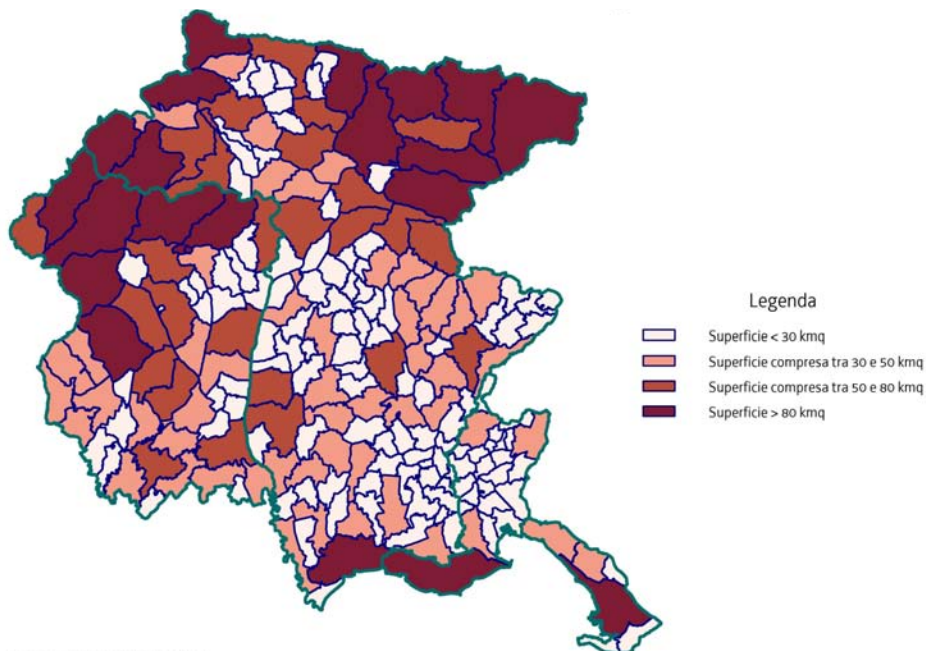 Legenda
Superficie < 30 kmq
Superficie compresa tra 30 e 50 kmq
Superficie compresa tra 50 e 80 kmq
Superficie > 80 kmq